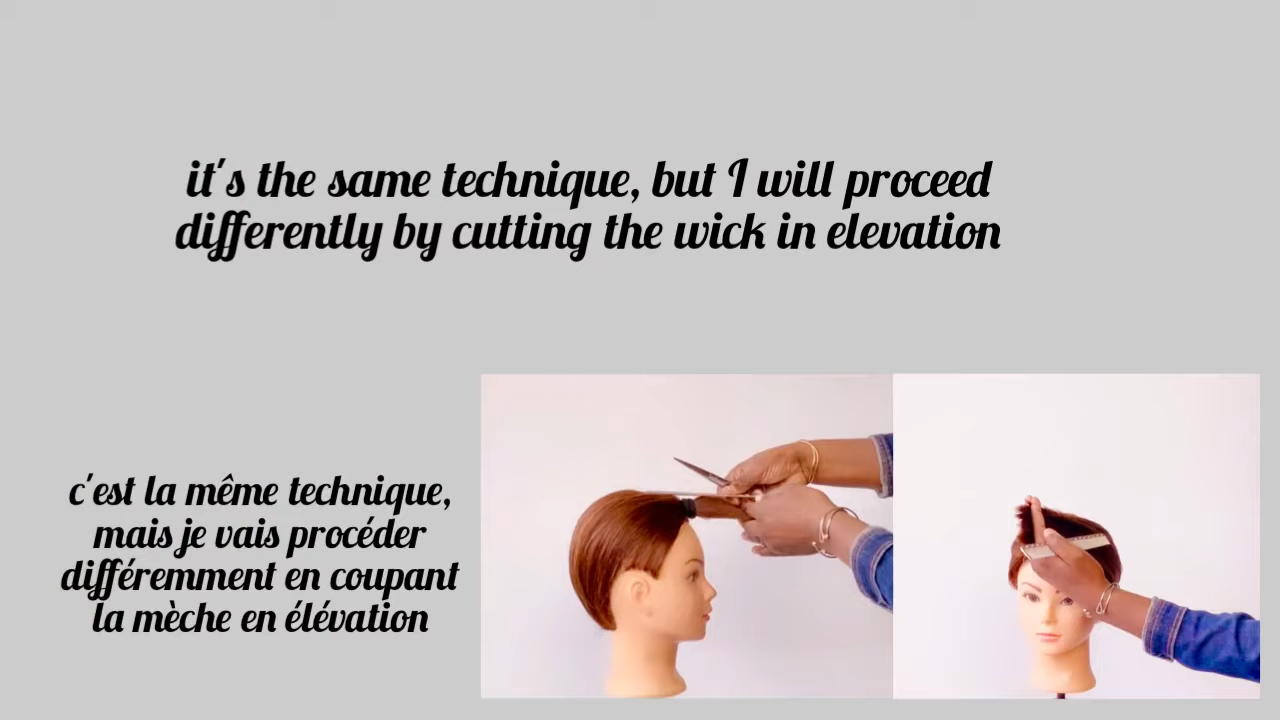 it's the same technique, but I will proceed
differently by cutting the wick in elevation
c'est la même technique,
mais je vais procéder
différemment en coupant
la mèche en élévation